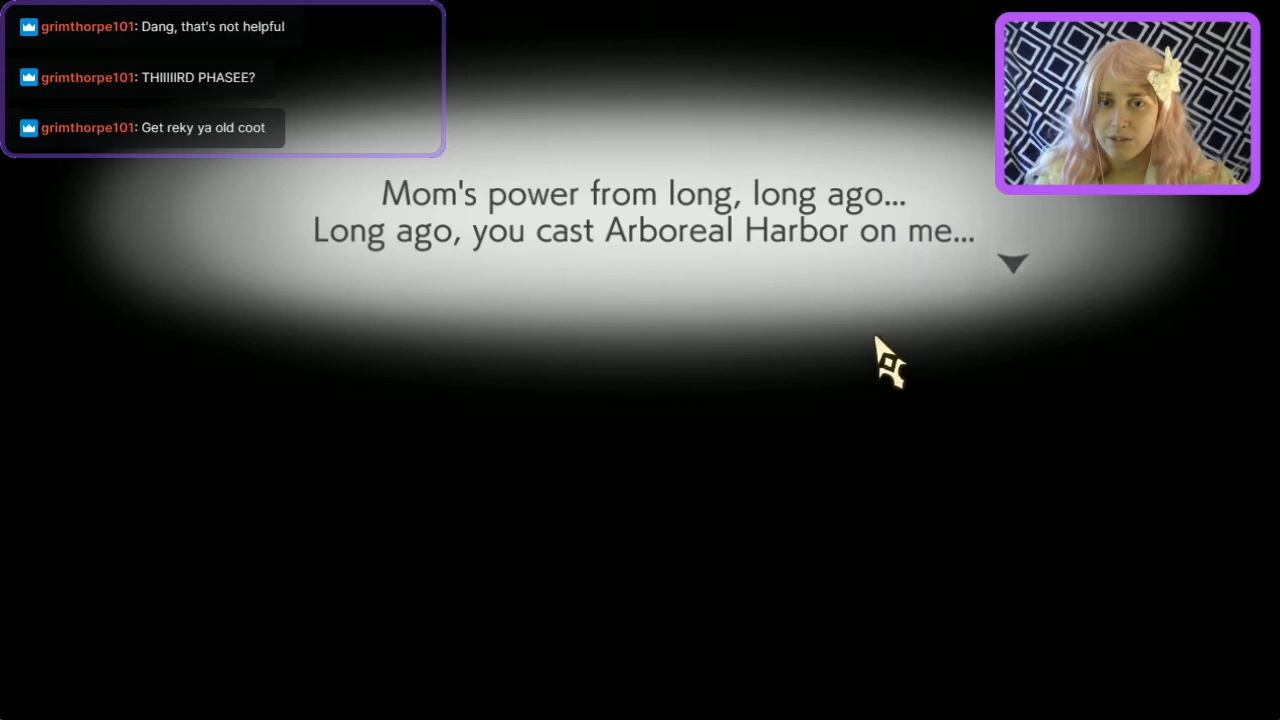 grimthorpe101: Dang, that's not helpful
grimthorpe101: THIIIIIRD PHASEE?
grimthorpe101: Get reky ya old coot
Mom's power from long, long ago...
Long ago, you cast Arboreal Harbor on me...